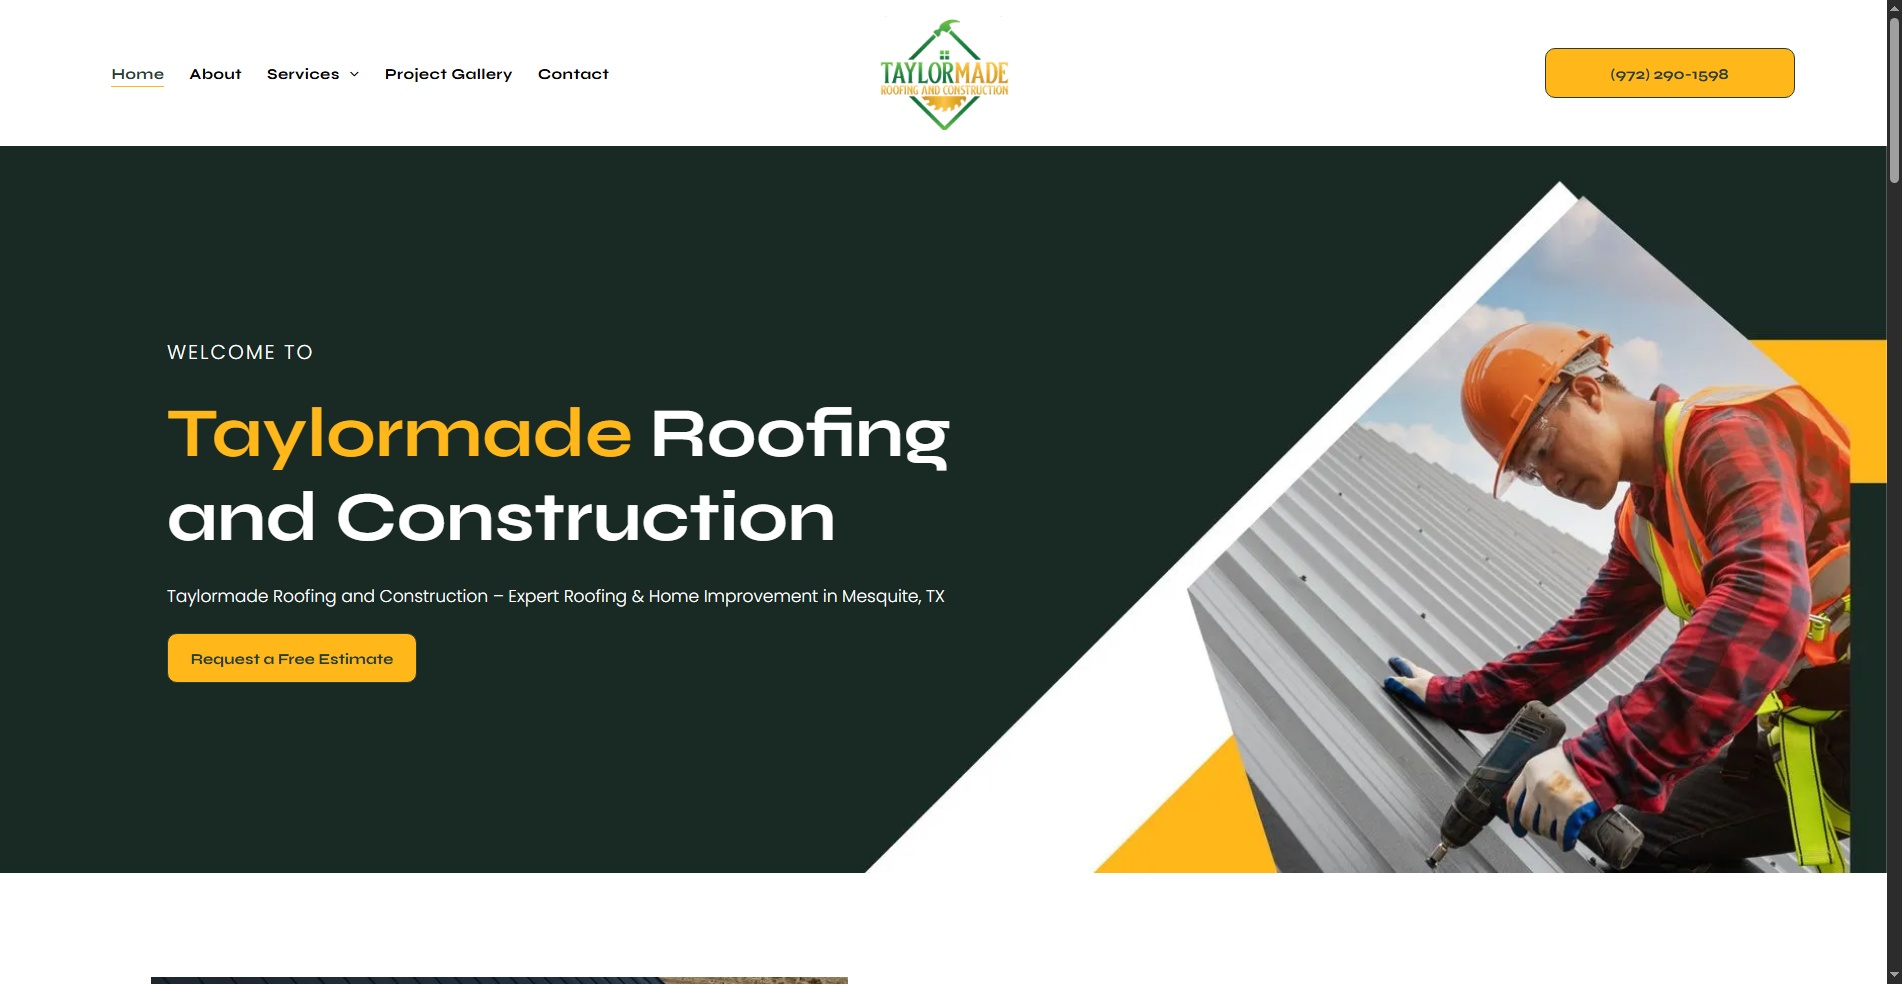 Home
About
Services
Project Gallery
Contact
TAYLORMADE
ROOFING AND CONSTRUCTION
(972) 290-1598
WELCOME TO
Taylormade Roofing
and Construction
Taylormade Roofing and Construction – Expert Roofing & Home Improvement in Mesquite, TX
Request a Free Estimate